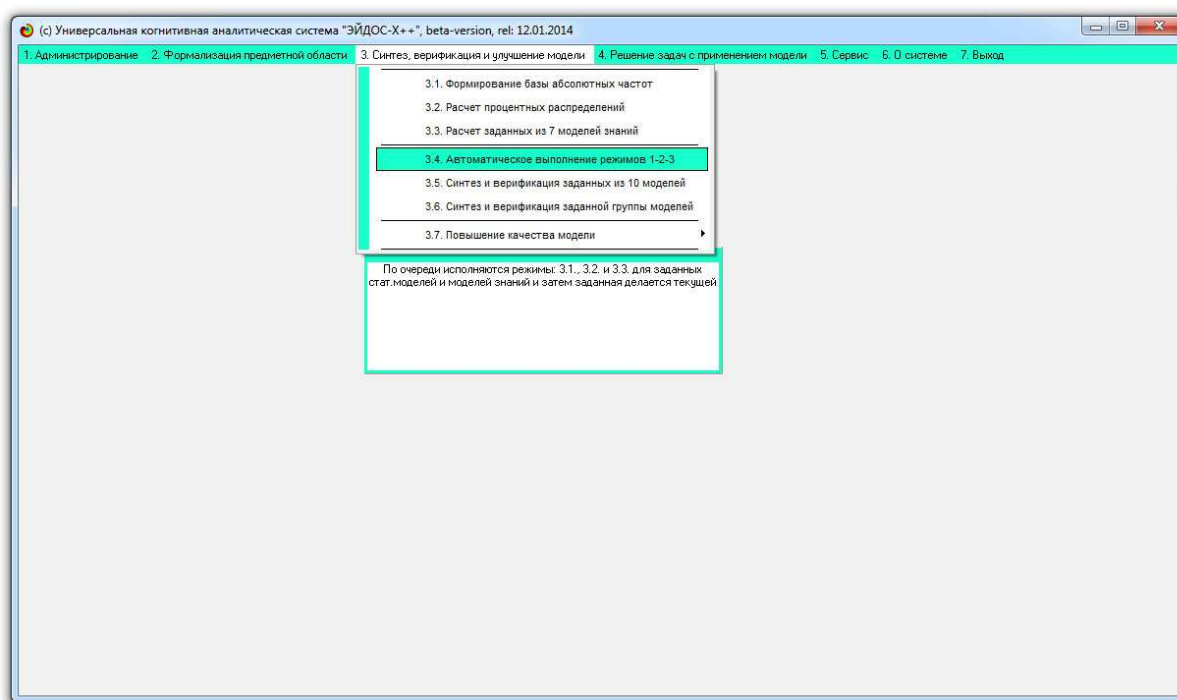 (c) Универсальная когнитивная аналитическая система "ЭЙДОС-X++", beta-version, rel: 12.01.2014
1. Администрирование 2. Формализация предметной области 3. Синтез, верификация и улучшение модели 4. Решение задач с применением модели 5. Сервис 6. О системе 7. Выход
3.1. Формирование базы абсолютных частот
3.2. Расчет процентных распределений
3.3. Расчет заданных из 7 моделей знаний
3.4. Автоматическое выполнение режимов 1-2-3
3.5. Синтез и верификация заданных из 10 моделей
3.6. Синтез и верификация заданной группы моделей
3.7. Повышение качества модели
По очереди исполняются режимы: 3.1., 3.2. и 3.3. для заданных
стат.моделей и моделей знаний и затем заданная делается текущей